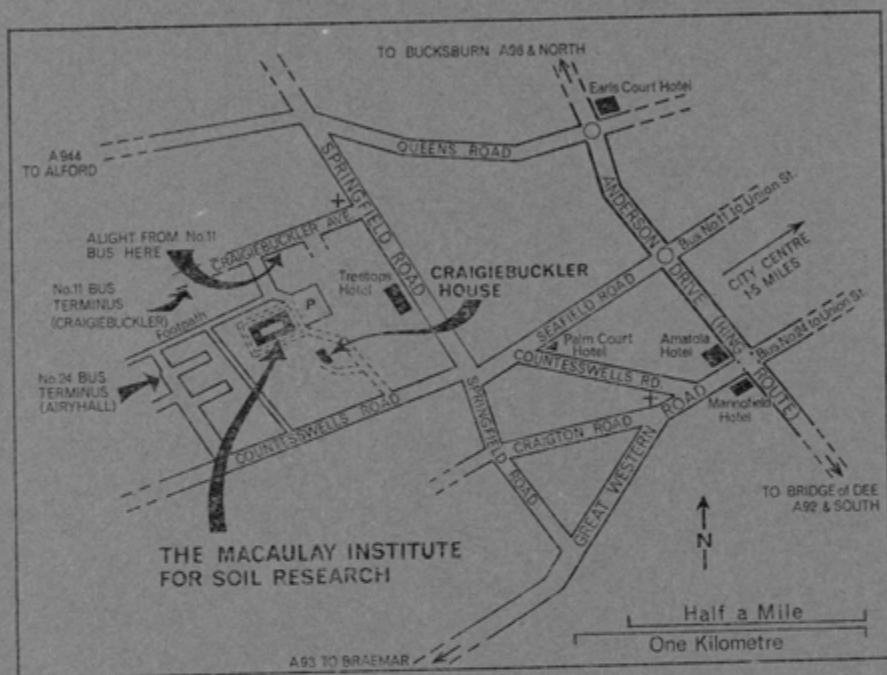 TO BUCKSBURN A96 & NORTH
Earls Court Hotel
A944
TO ALFORD
QUEENS ROAD
SPRINGFIELD ROAD
ANDERSON DRIVE (RING ROUTE)
Bus No.11 to Union St.
ALIGHT FROM No.11
BUS HERE
CRAIGIEBUCKLER AVE.
CITY CENTRE
1·5 MILES
No.11 BUS
TERMINUS
(CRAIGIEBUCKLER)
Footpath
P
Treetops
Hotel
CRAIGIEBUCKLER
HOUSE
SEAFIELD ROAD
Palm Court
Hotel
Amatola
Hotel
Bus No.24 to Union St.
COUNTESSWELLS RD.
No.24 BUS
TERMINUS
(AIRYHALL)
COUNTESSWELLS ROAD
SPRINGFIELD ROAD
CRAIGTON ROAD
GREAT WESTERN ROAD
Mannofield
Hotel
TO BRIDGE of DEE
A92 & SOUTH
THE MACAULAY INSTITUTE
FOR SOIL RESEARCH
N
Half a Mile
One Kilometre
A93 TO BRAEMAR